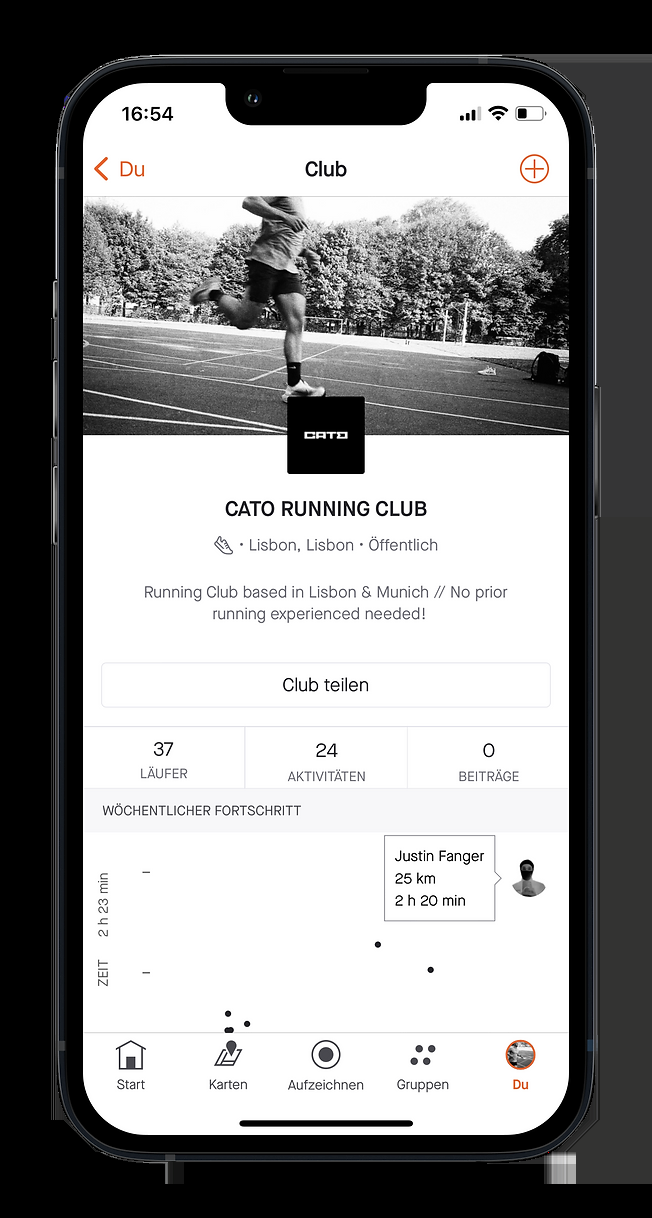 16:54
Du
Club
CATO
CATO RUNNING CLUB
· Lisbon, Lisbon · Öffentlich
Running Club based in Lisbon & Munich // No prior
running experienced needed!
Club teilen
37
LÄUFER
24
AKTIVITÄTEN
0
BEITRÄGE
WÖCHENTLICHER FORTSCHRITT
Justin Fanger
25 km
2 h 20 min
2 h 23 min
ZEIT
Start
Karten
Aufzeichnen
Gruppen
Du